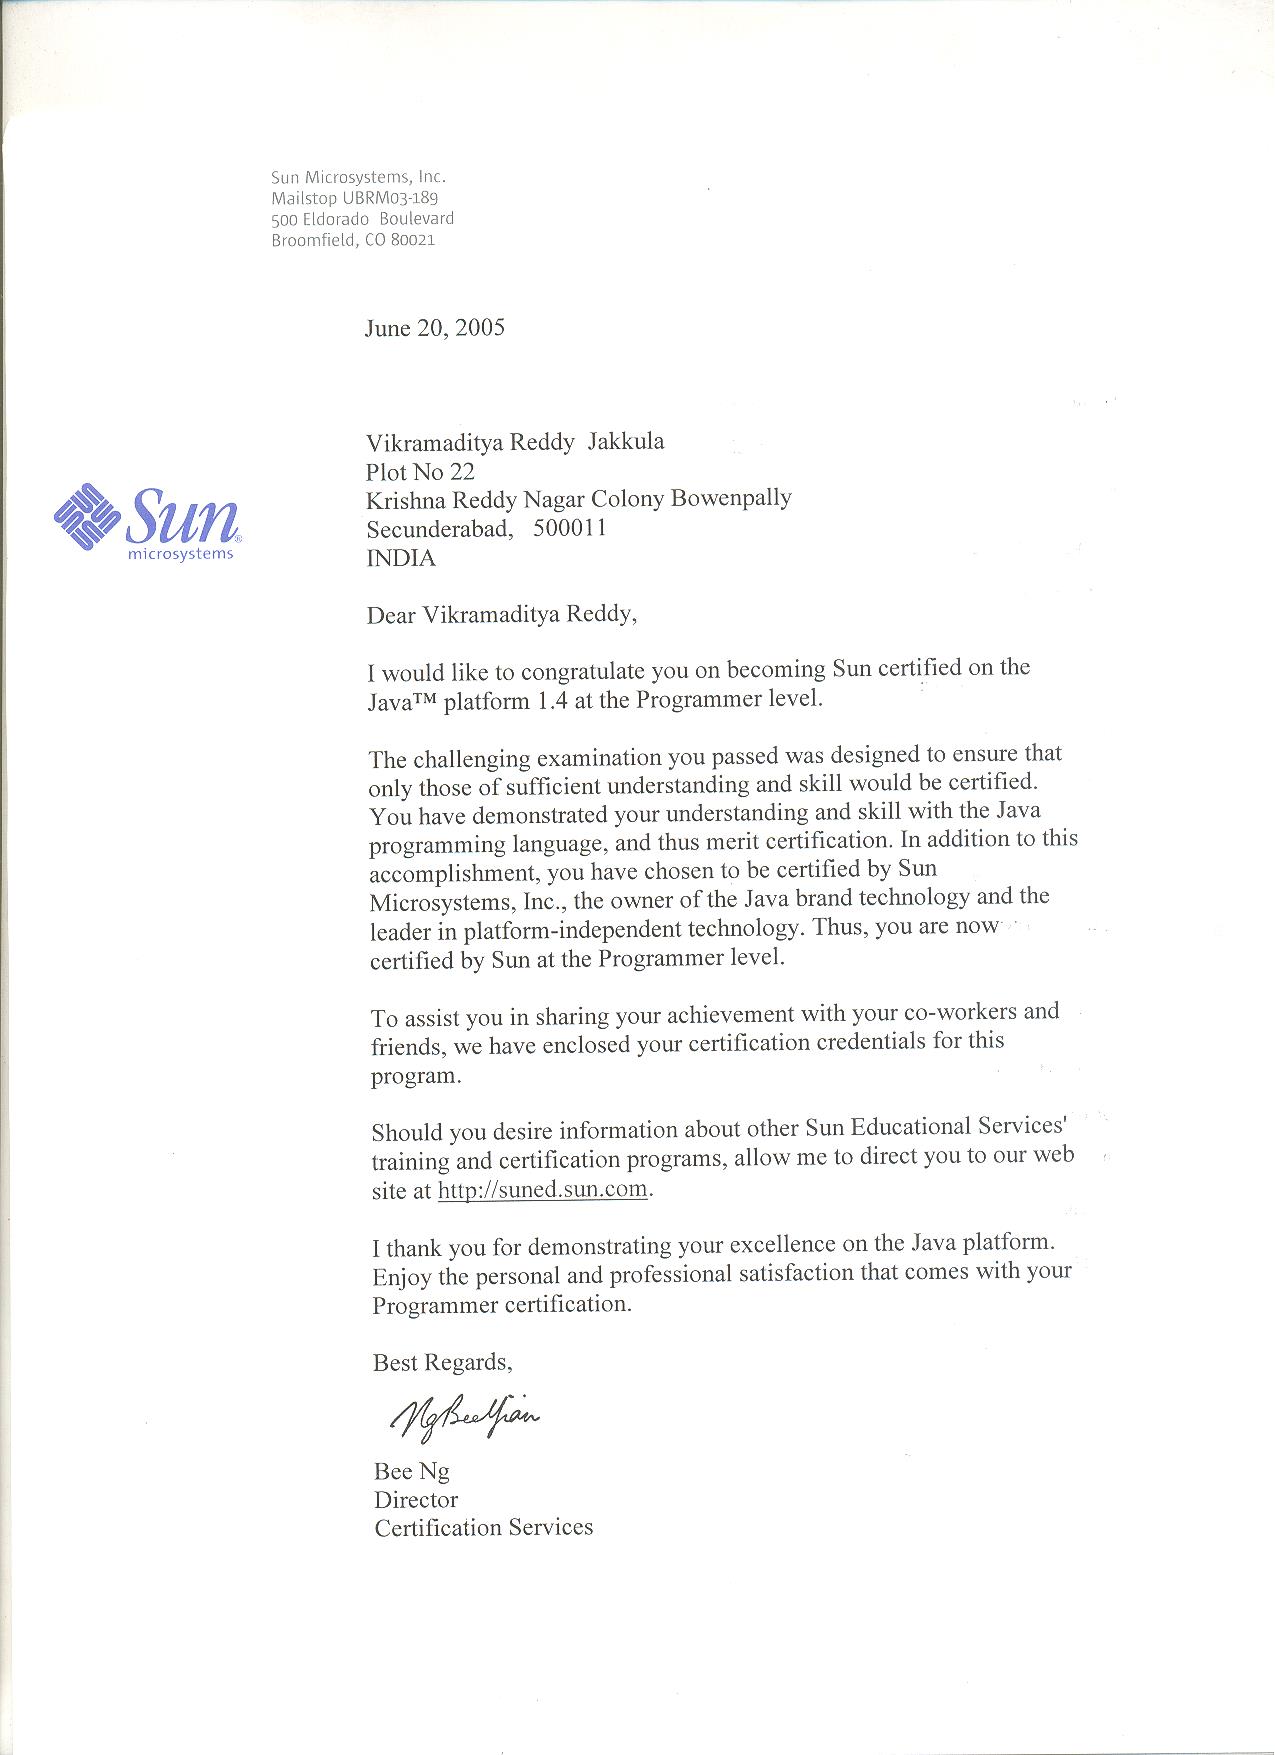 Sun Microsystems, Inc.
Mailstop UBRM03-189
500 Eldorado Boulevard
Broomfield, CO 80021
June 20, 2005
Vikramaditya Reddy Jakkula
Plot No 22
Krishna Reddy Nagar Colony Bowenpally
Secunderabad, 500011
INDIA
Sun®
microsystems
Dear Vikramaditya Reddy,
I would like to congratulate you on becoming Sun certified on the
Java™ platform 1.4 at the Programmer level.
The challenging examination you passed was designed to ensure that
only those of sufficient understanding and skill would be certified.
You have demonstrated your understanding and skill with the Java
programming language, and thus merit certification. In addition to this
accomplishment, you have chosen to be certified by Sun
Microsystems, Inc., the owner of the Java brand technology and the
leader in platform-independent technology. Thus, you are now
certified by Sun at the Programmer level.
To assist you in sharing your achievement with your co-workers and
friends, we have enclosed your certification credentials for this
program.
Should you desire information about other Sun Educational Services'
training and certification programs, allow me to direct you to our web
site at http://suned.sun.com.
I thank you for demonstrating your excellence on the Java platform.
Enjoy the personal and professional satisfaction that comes with your
Programmer certification.
Best Regards,
Bee Ng
Director
Certification Services